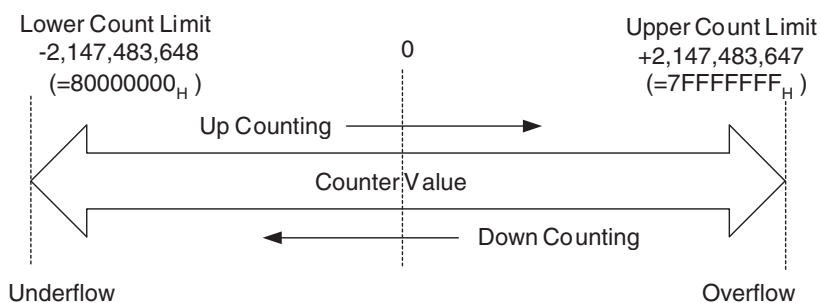 Lower Count Limit
-2,147,483,648
(=80000000H )
0
Upper Count Limit
+2,147,483,647
(=7FFFFFFFH )
Up Counting
Counter Value
Down Counting
Underflow
Overflow